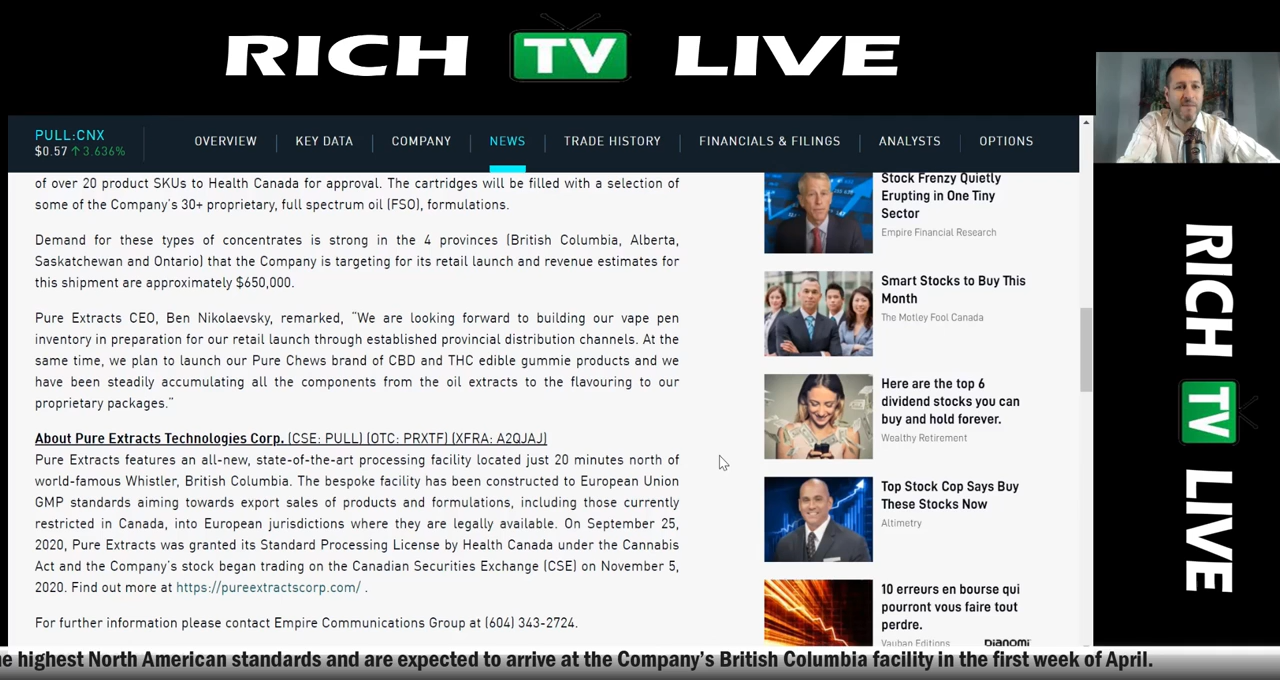 RICH TV LIVE
PULL:CNX
$0.57 ↑ 3.636%
OVERVIEW
KEY DATA
COMPANY
NEWS
TRADE HISTORY
FINANCIALS & FILINGS
ANALYSTS
OPTIONS
of over 20 product SKUs to Health Canada for approval. The cartridges will be filled with a selection of
some of the Company's 30+ proprietary, full spectrum oil (FSO), formulations.
Demand for these types of concentrates is strong in the 4 provinces (British Columbia, Alberta,
Saskatchewan and Ontario) that the Company is targeting for its retail launch and revenue estimates for
this shipment are approximately $650,000.
Pure Extracts CEO, Ben Nikolaevsky, remarked, “We are looking forward to building our vape pen
inventory in preparation for our retail launch through established provincial distribution channels. At the
same time, we plan to launch our Pure Chews brand of CBD and THC edible gummie products and we
have been steadily accumulating all the components from the oil extracts to the flavouring to our
proprietary packages.”
About Pure Extracts Technologies Corp. (CSE: PULL) (OTC: PRXTF) (XFRA: A2QJAJ)
Pure Extracts features an all-new, state-of-the-art processing facility located just 20 minutes north of
world-famous Whistler, British Columbia. The bespoke facility has been constructed to European Union
GMP standards aiming towards export sales of products and formulations, including those currently
restricted in Canada, into European jurisdictions where they are legally available. On September 25,
2020, Pure Extracts was granted its Standard Processing License by Health Canada under the Cannabis
Act and the Company's stock began trading on the Canadian Securities Exchange (CSE) on November 5,
2020. Find out more at https://pureextractscorp.com/ .
For further information please contact Empire Communications Group at (604) 343-2724.
Stock Frenzy Quietly
Erupting in One Tiny
Sector
Empire Financial Research
Smart Stocks to Buy This
Month
The Motley Fool Canada
Here are the top 6
dividend stocks you can
buy and hold forever.
Wealthy Retirement
Top Stock Cop Says Buy
These Stocks Now
Altimetry
10 erreurs en bourse qui
pourront vous faire tout
perdre.
Vauban Editions
DIANOMI
RICH TV LIVE
e highest North American standards and are expected to arrive at the Company's British Columbia facility in the first week of April.